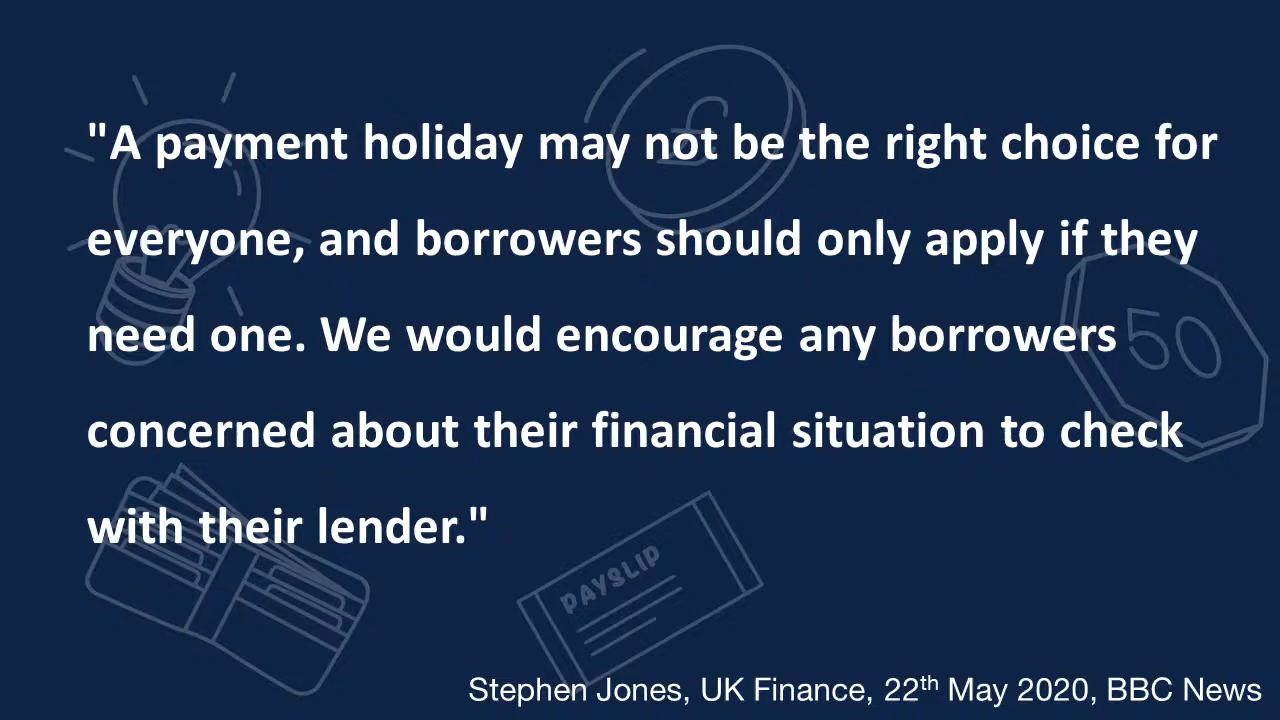 "A payment holiday may not be the right choice for
everyone, and borrowers should only apply if they
need one. We would encourage any borrowers
concerned about their financial situation to check
with their lender."
£
50
PAYSLIP
Stephen Jones, UK Finance, 22th May 2020, BBC News